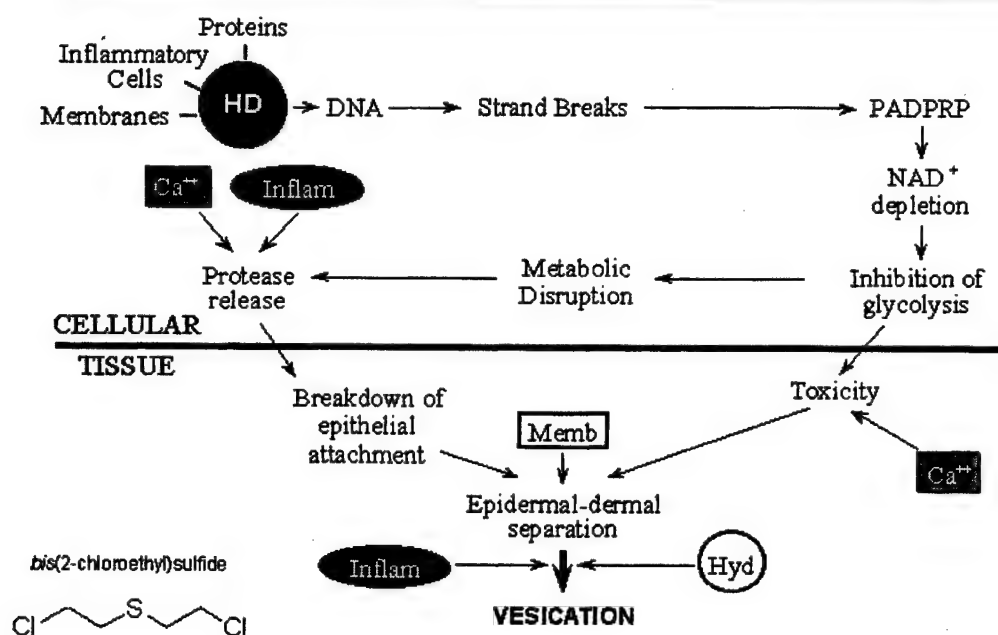 Proteins
Inflammatory
Cells
Membranes
HD
DNA
Strand Breaks
PADPRP
Ca++
Inflam
NAD+
depletion
Protease
release
Metabolic
Disruption
Inhibition of
glycolysis
CELLULAR
TISSUE
Breakdown of
epithelial
attachment
Memb
Toxicity
Ca++
Epidermal-dermal
separation
bis(2-chloroethyl)sulfide
Inflam
Hyd
Cl
S
Cl
VESICATION